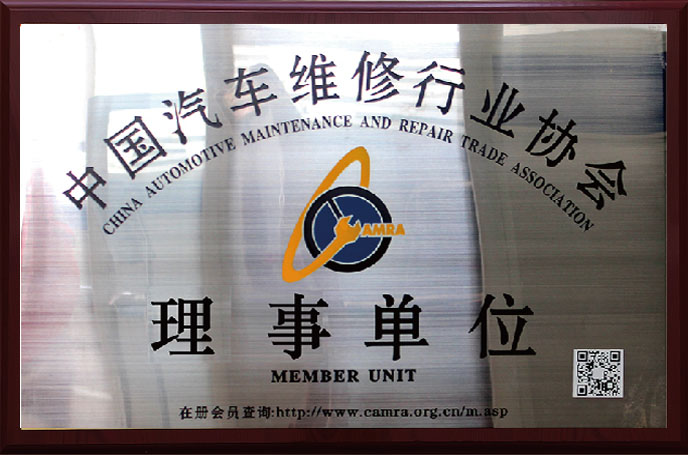 中国汽车维修行业协会
CHINA AUTOMOTIVE MAINTENANCE AND REPAIR TRADE ASSOCIATION
CAMRA
理事单位
MEMBER UNIT
在册会员查询:http://www.camra.org.cn/m.asp